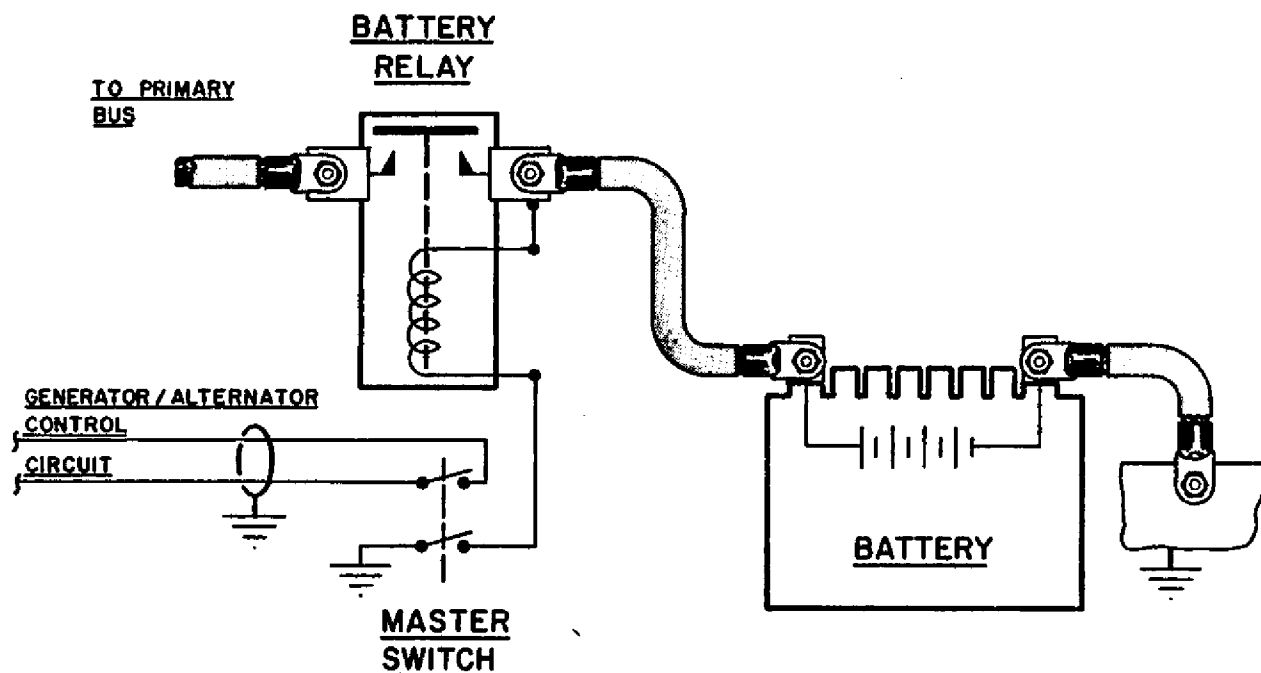 BATTERY
RELAY
TO PRIMARY
BUS
GENERATOR/ALTERNATOR
CONTROL
CIRCUIT
BATTERY
MASTER
SWITCH